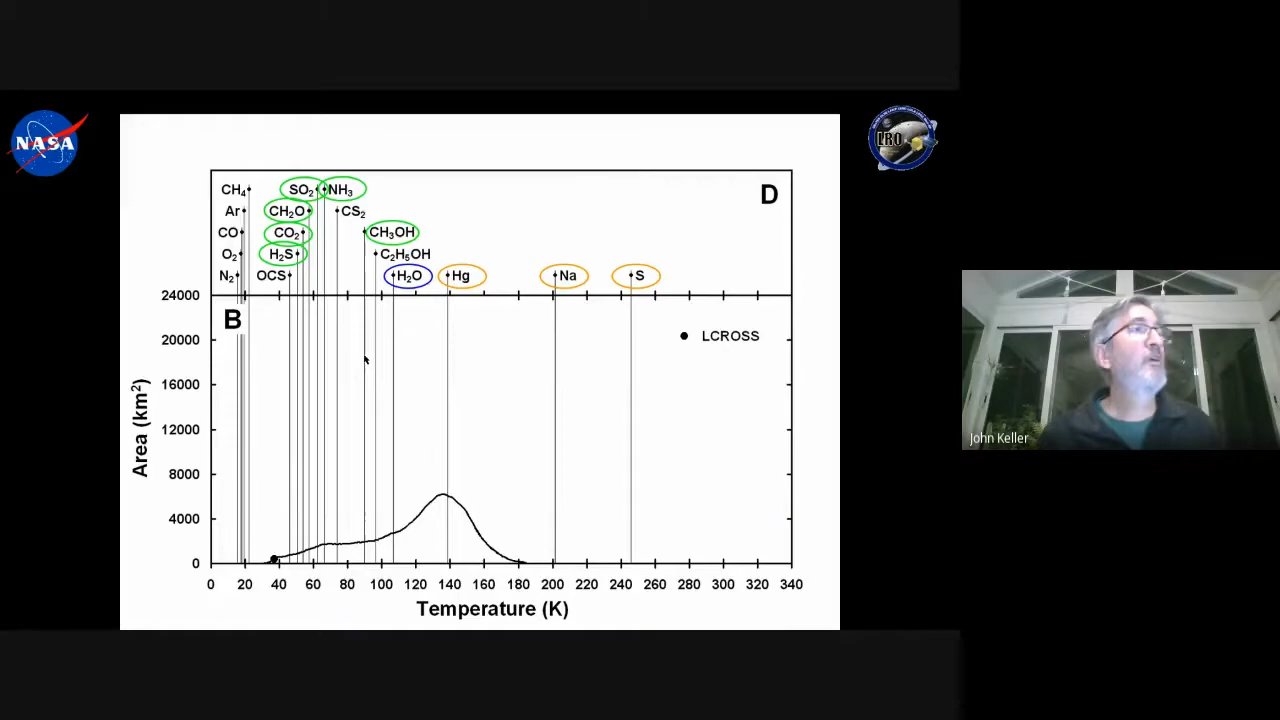 NASA
LRO
D
CH₄ SO₂ NH₃
Ar CH₂O CS₂
CO CO₂ CH₃OH
O₂ H₂S C₂H₅OH
N₂ OCS H₂O Hg Na S
B
LCROSS
24000
20000
16000
12000
8000
4000
0
Area (km²)
0 20 40 60 80 100 120 140 160 180 200 220 240 260 280 300 320 340
Temperature (K)
John Keller